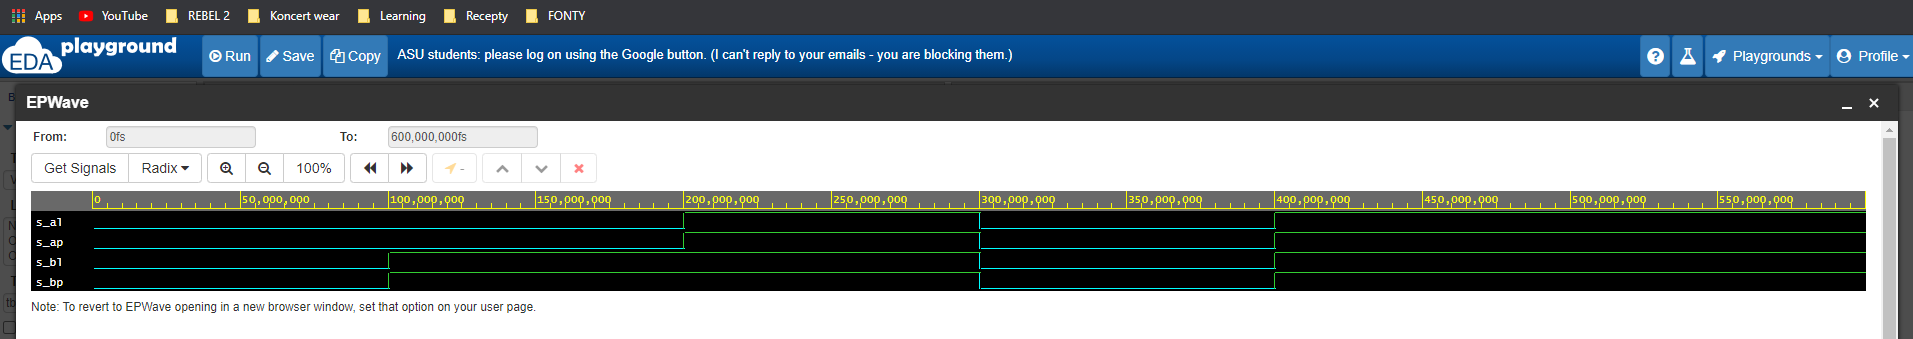 Apps YouTube REBEL 2 Koncert wear Learning Recepty FONTY
EDA playground Run Save Copy ASU students: please log on using the Google button. (I can't reply to your emails - you are blocking them.) Playgrounds Profile
EPWave
From: 0fs To: 600,000,000fs
Get Signals Radix 100% -
0 50,000,000 100,000,000 150,000,000 200,000,000 250,000,000 300,000,000 350,000,000 400,000,000 450,000,000 500,000,000 550,000,000
s_al
s_ap
s_bl
s_bp
Note: To revert to EPWave opening in a new browser window, set that option on your user page.